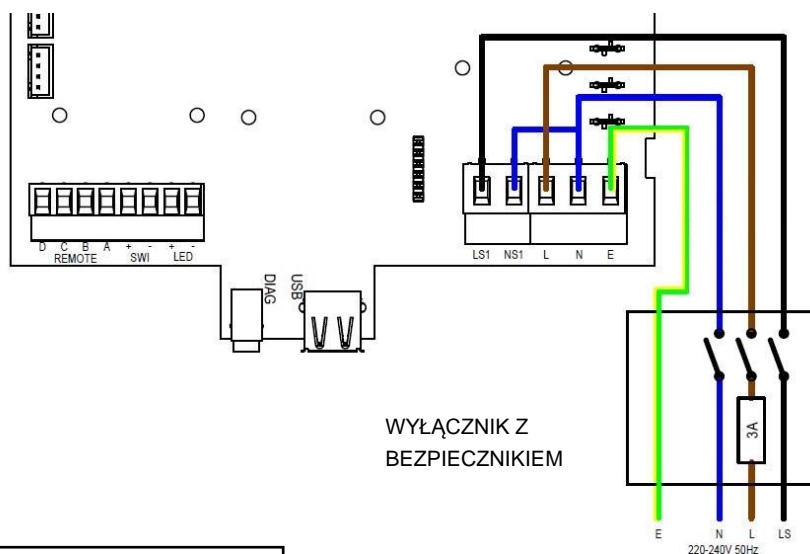 D C B A + - + -
REMOTE SWI LED
LS1 NS1 L N E
DIAG
USB
WYŁĄCZNIK Z
BEZPIECZNIKIEM
3A
E N L LS
220-240V 50Hz